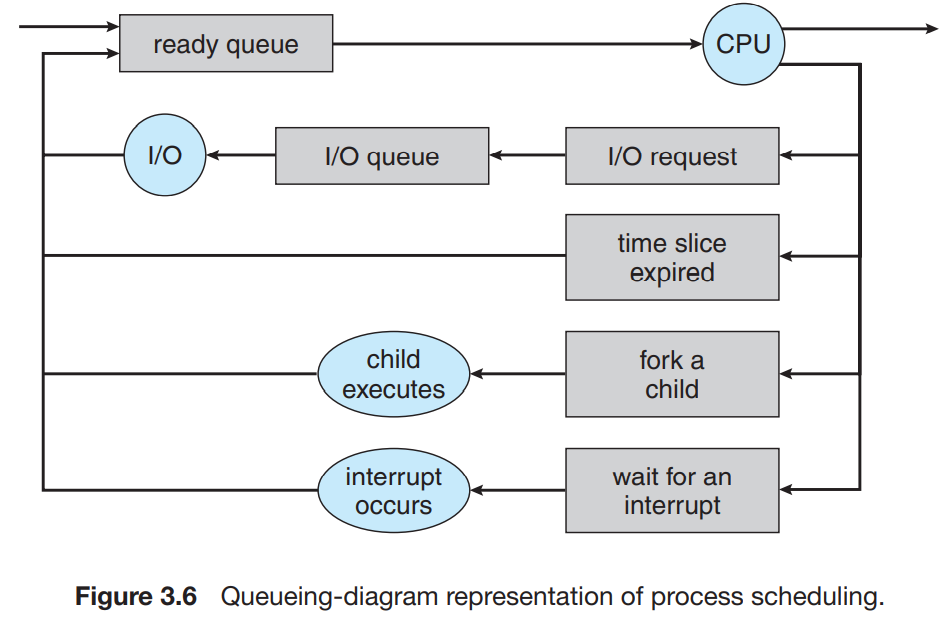 ready queue
CPU
I/O
I/O queue
I/O request
time slice
expired
child
executes
fork a
child
interrupt
occurs
wait for an
interrupt
Figure 3.6 Queueing-diagram representation of process scheduling.